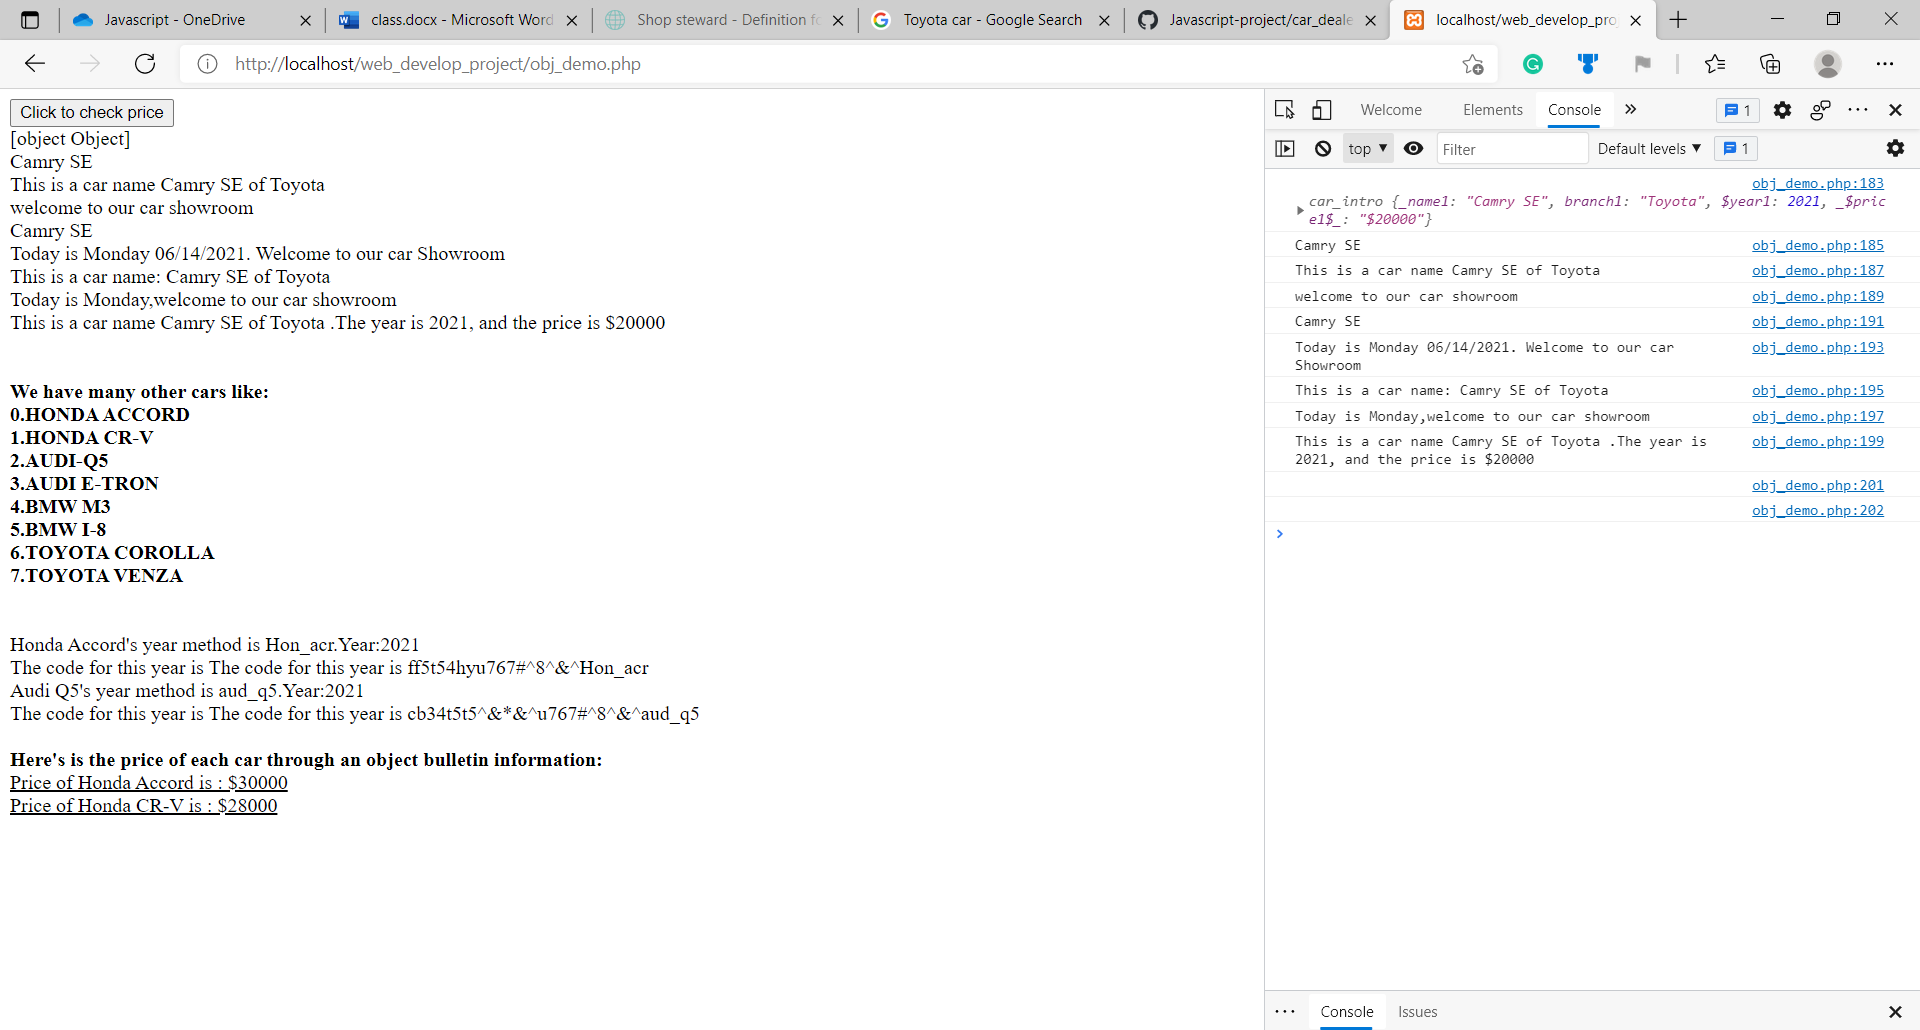 Javascript - OneDrive
class.docx - Microsoft Word
Shop steward - Definition fo
Toyota car - Google Search
Javascript-project/car_deale
localhost/web_develop_pro
http://localhost/web_develop_project/obj_demo.php
Click to check price
[object Object]
Camry SE
This is a car name Camry SE of Toyota
welcome to our car showroom
Camry SE
Today is Monday 06/14/2021. Welcome to our car Showroom
This is a car name: Camry SE of Toyota
Today is Monday,welcome to our car showroom
This is a car name Camry SE of Toyota .The year is 2021, and the price is $20000
We have many other cars like:
0.HONDA ACCORD
1.HONDA CR-V
2.AUDI-Q5
3.AUDI E-TRON
4.BMW M3
5.BMW I-8
6.TOYOTA COROLLA
7.TOYOTA VENZA
Honda Accord's year method is Hon_acr.Year:2021
The code for this year is The code for this year is ff5t54hyu767#^8^&^Hon_acr
Audi Q5's year method is aud_q5.Year:2021
The code for this year is The code for this year is cb34t5t5^&*&^u767#^8^&^aud_q5
Here's is the price of each car through an object bulletin information:
Price of Honda Accord is : $30000
Price of Honda CR-V is : $28000
Welcome
Elements
Console
1
top
Filter
Default levels
1
obj_demo.php:183
car_intro {_name1: "Camry SE", branch1: "Toyota", $year1: 2021, _$pric
e1$_: "$20000"}
Camry SE obj_demo.php:185
This is a car name Camry SE of Toyota obj_demo.php:187
welcome to our car showroom obj_demo.php:189
Camry SE obj_demo.php:191
Today is Monday 06/14/2021. Welcome to our car obj_demo.php:193
Showroom
This is a car name: Camry SE of Toyota obj_demo.php:195
Today is Monday,welcome to our car showroom obj_demo.php:197
This is a car name Camry SE of Toyota .The year is obj_demo.php:199
2021, and the price is $20000
obj_demo.php:201
obj_demo.php:202
Console
Issues